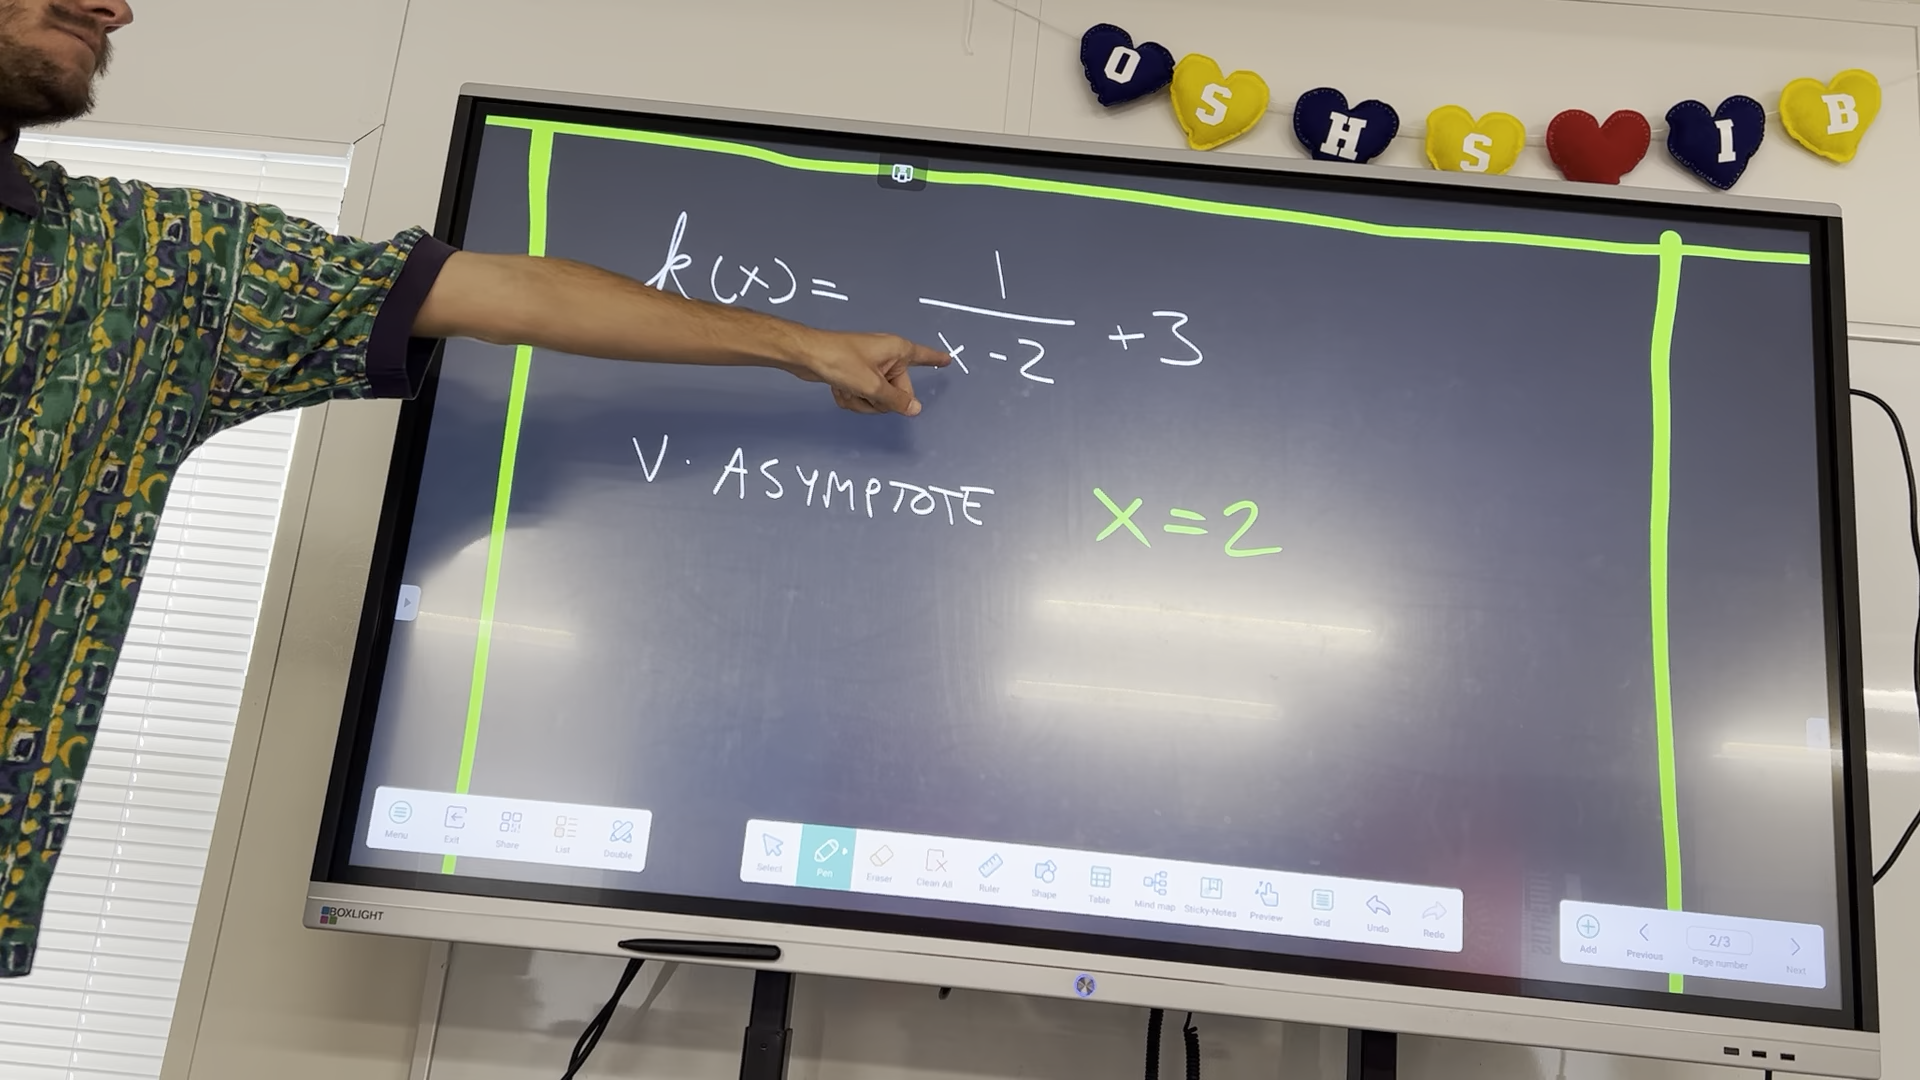 O S H S I B
k(x) = 1/(x-2) + 3
V. ASYMPTOTE x=2
Menu Exit Share List Double
Select Pen Eraser Clean All Ruler Shape Table Mind map Sticky-Notes Preview Grid Undo Redo
Add Previous 2/3 Page number Next
BOXLIGHT